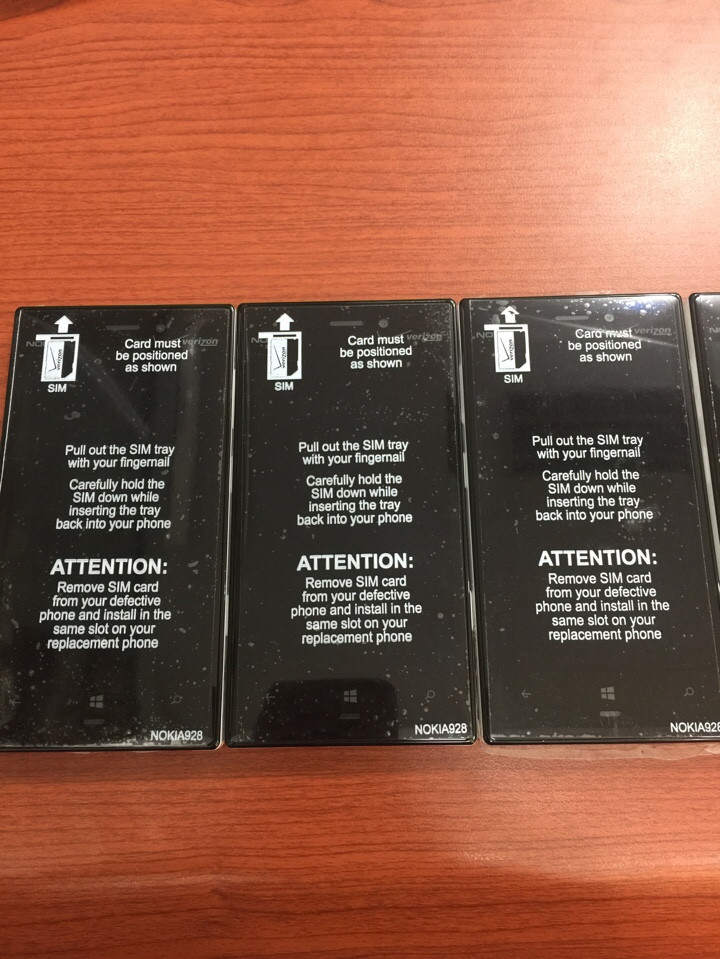 verizon
Card must
be positioned
as shown
verizon
SIM
Pull out the SIM tray
with your fingernail
Carefully hold the
SIM down while
inserting the tray
back into your phone
ATTENTION:
Remove SIM card
from your defective
phone and install in the
same slot on your
replacement phone
NOKIA928
verizon
Card must
be positioned
as shown
verizon
SIM
Pull out the SIM tray
with your fingernail
Carefully hold the
SIM down while
inserting the tray
back into your phone
ATTENTION:
Remove SIM card
from your defective
phone and install in the
same slot on your
replacement phone
NOKIA928
verizon
Card must
be positioned
as shown
verizon
SIM
Pull out the SIM tray
with your fingernail
Carefully hold the
SIM down while
inserting the tray
back into your phone
ATTENTION:
Remove SIM card
from your defective
phone and install in the
same slot on your
replacement phone
NOKIA928